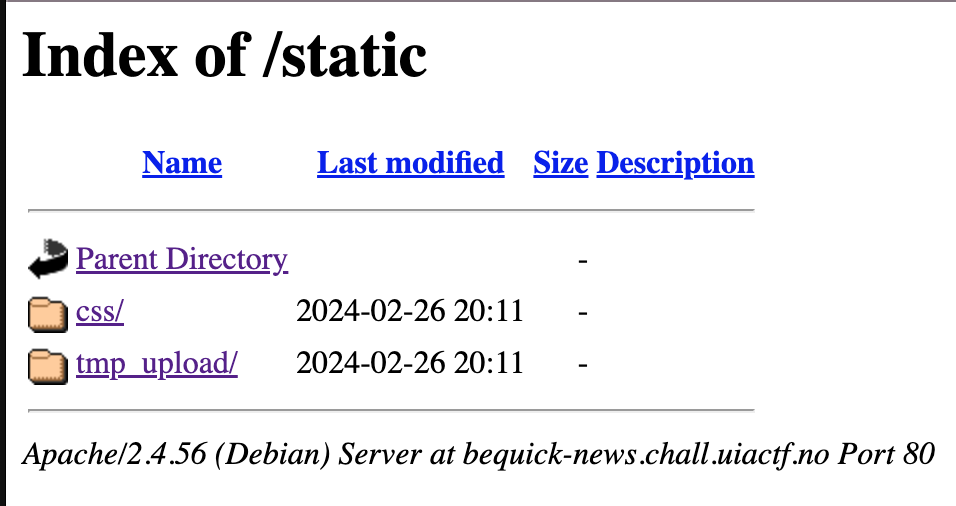 Index of /static
Name Last modified Size Description
Parent Directory -
css/ 2024-02-26 20:11 -
tmp_upload/ 2024-02-26 20:11 -
Apache/2.4.56 (Debian) Server at bequick-news.chall.uiactf.no Port 80